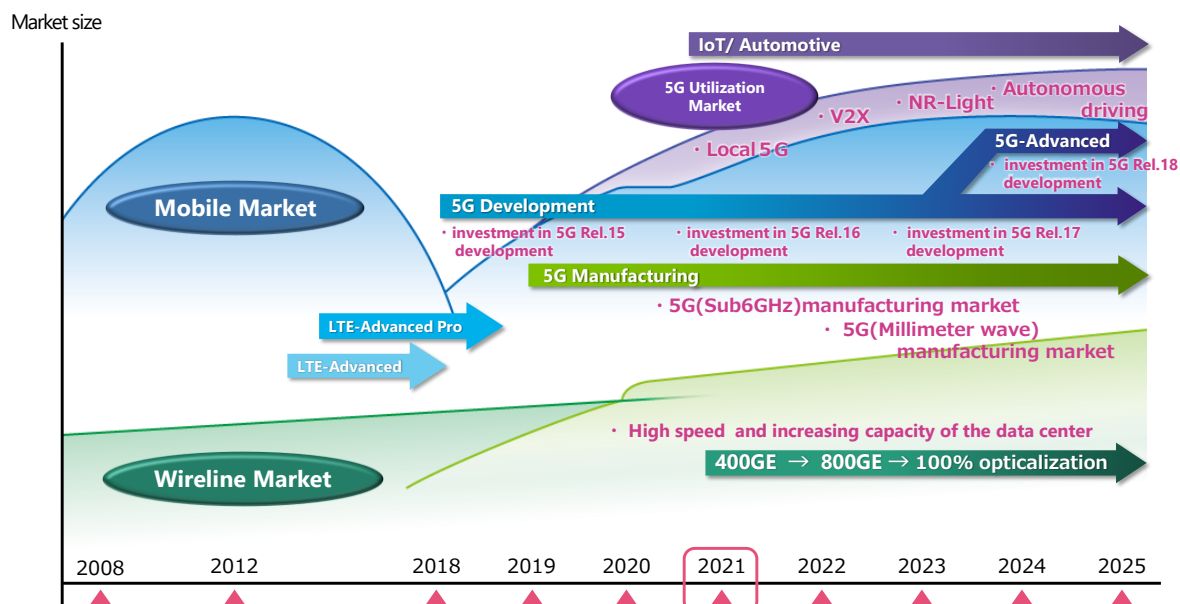 Market size
IoT/ Automotive
5G Utilization
Market
・Autonomous
driving
・NR-Light
・V2X
・Local 5G
5G-Advanced
・investment in 5G Rel.18
development
Mobile Market
5G Development
・investment in 5G Rel.15
development
・investment in 5G Rel.16
development
・investment in 5G Rel.17
development
5G Manufacturing
・5G(Sub6GHz)manufacturing market
・5G(Millimeter wave)
manufacturing market
LTE-Advanced Pro
LTE-Advanced
・High speed and increasing capacity of the data center
400GE → 800GE → 100% opticalization
Wireline Market
2008 2012 2018 2019 2020 2021 2022 2023 2024 2025